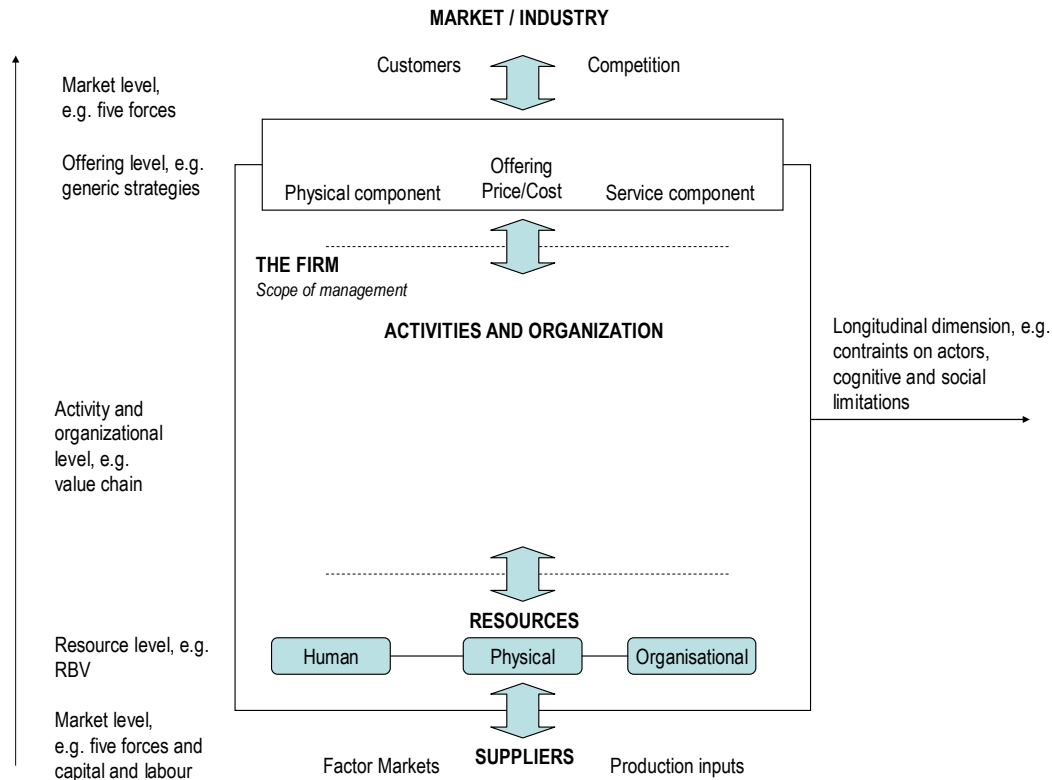 MARKET / INDUSTRY
Customers
Competition
Market level,
e.g. five forces
Offering level, e.g.
generic strategies
Offering
Price/Cost
Physical component
Service component
THE FIRM
Scope of management
ACTIVITIES AND ORGANIZATION
Longitudinal dimension, e.g.
contraints on actors,
cognitive and social
limitations
Activity and
organizational
level, e.g.
value chain
RESOURCES
Resource level, e.g.
RBV
Human
Physical
Organisational
Market level,
e.g. five forces and
capital and labour
SUPPLIERS
Factor Markets
Production inputs